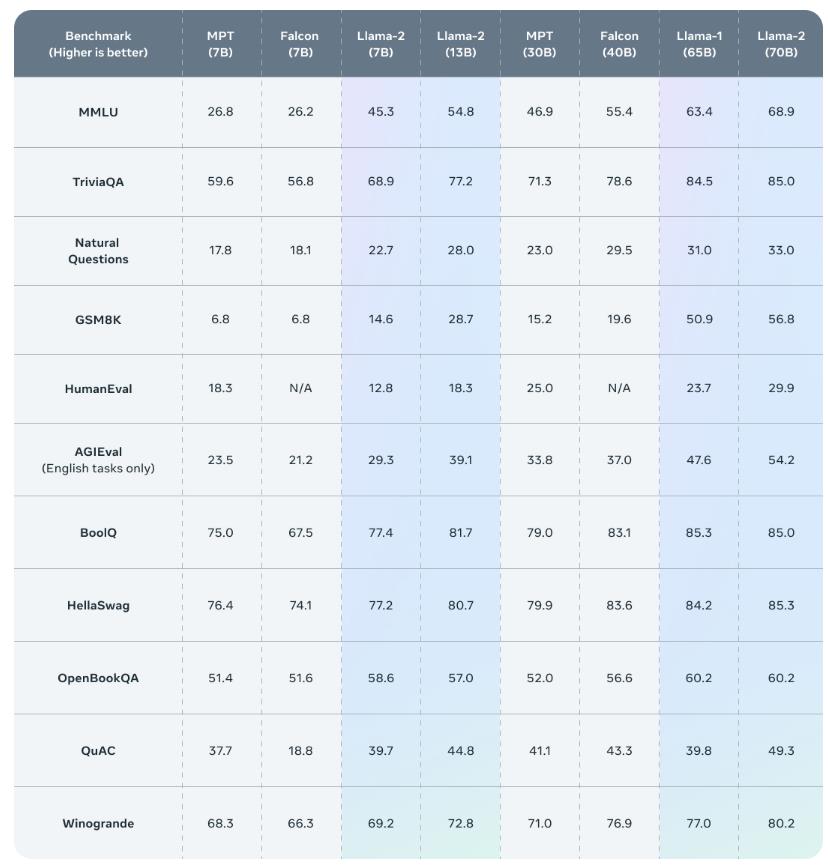 Benchmark (Higher is better) MPT (7B) Falcon (7B) Llama-2 (7B) Llama-2 (13B) MPT (30B) Falcon (40B) Llama-1 (65B) Llama-2 (70B)
MMLU 26.8 26.2 45.3 54.8 46.9 55.4 63.4 68.9
TriviaQA 59.6 56.8 68.9 77.2 71.3 78.6 84.5 85.0
Natural Questions 17.8 18.1 22.7 28.0 23.0 29.5 31.0 33.0
GSM8K 6.8 6.8 14.6 28.7 15.2 19.6 50.9 56.8
HumanEval 18.3 N/A 12.8 18.3 25.0 N/A 23.7 29.9
AGIEval (English tasks only) 23.5 21.2 29.3 39.1 33.8 37.0 47.6 54.2
BoolQ 75.0 67.5 77.4 81.7 79.0 83.1 85.3 85.0
HellaSwag 76.4 74.1 77.2 80.7 79.9 83.6 84.2 85.3
OpenBookQA 51.4 51.6 58.6 57.0 52.0 56.6 60.2 60.2
QuAC 37.7 18.8 39.7 44.8 41.1 43.3 39.8 49.3
Winogrande 68.3 66.3 69.2 72.8 71.0 76.9 77.0 80.2